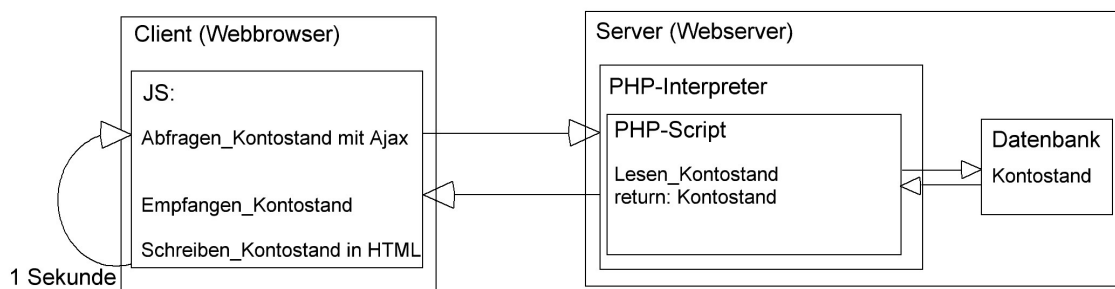 Client (Webbrowser)
JS:
Abfragen_Kontostand mit Ajax
Empfangen_Kontostand
Schreiben_Kontostand in HTML
1 Sekunde
Server (Webserver)
PHP-Interpreter
PHP-Script
Lesen_Kontostand
return: Kontostand
Datenbank
Kontostand